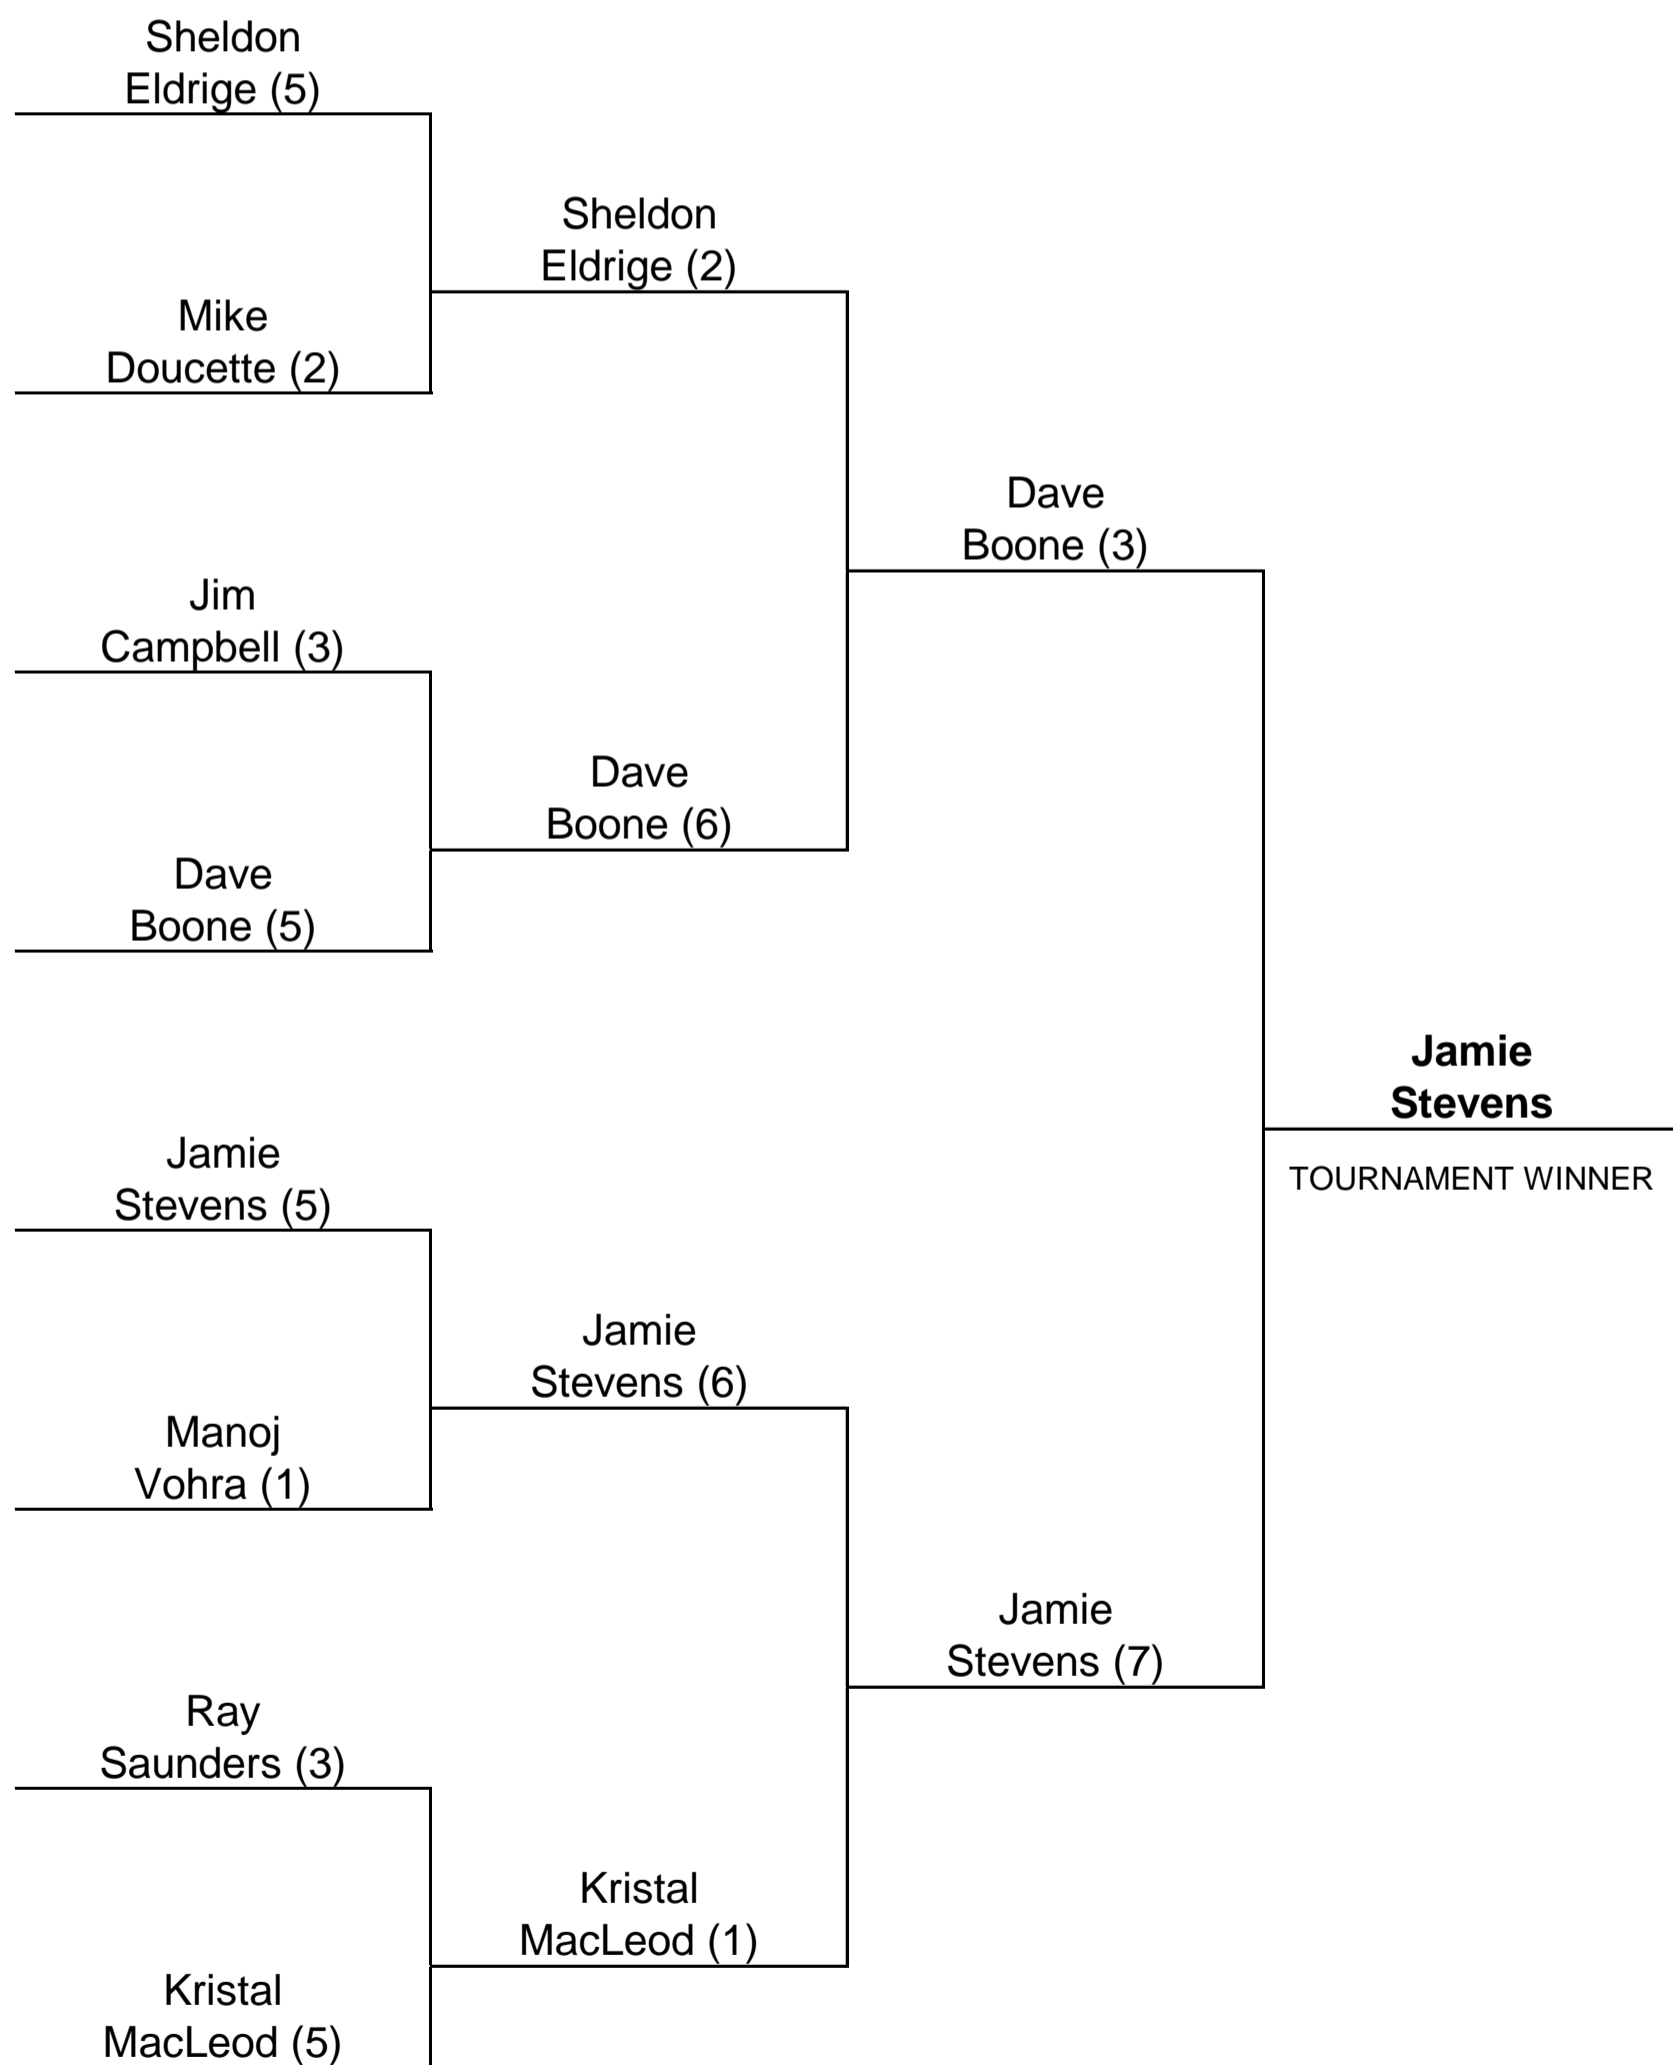 Sheldon
Eldrige (5)
Sheldon
Eldrige (2)
Mike
Doucette (2)
Dave
Boone (3)
Jim
Campbell (3)
Dave
Boone (6)
Dave
Boone (5)
Jamie
Stevens
TOURNAMENT WINNER
Jamie
Stevens (5)
Jamie
Stevens (6)
Manoj
Vohra (1)
Jamie
Stevens (7)
Ray
Saunders (3)
Kristal
MacLeod (1)
Kristal
MacLeod (5)